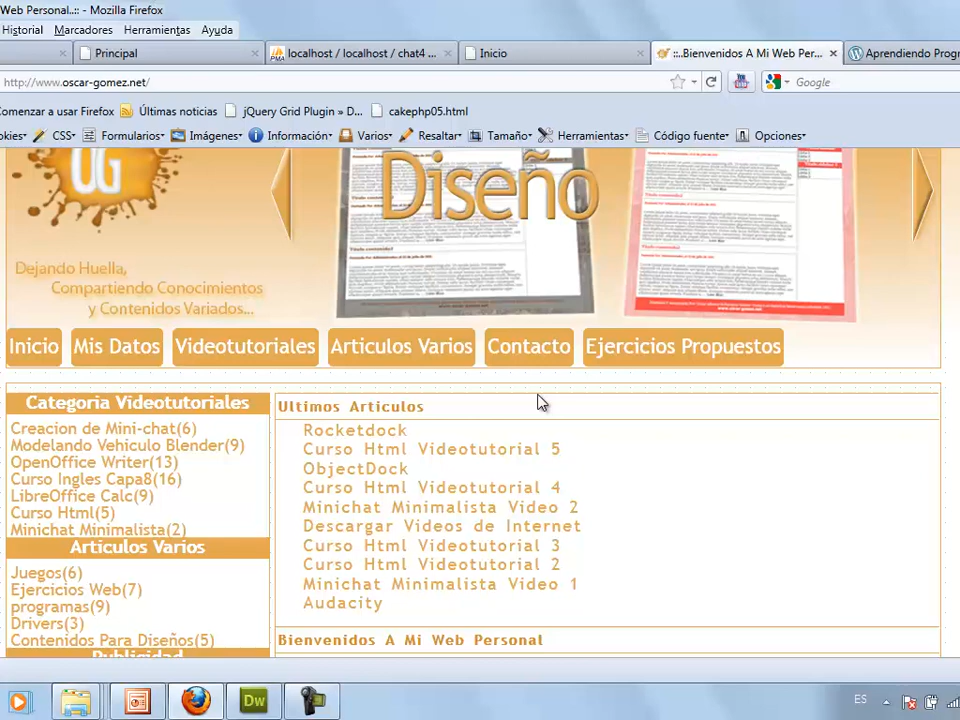 Web Personal..:: - Mozilla Firefox
Historial Marcadores Herramientas Ayuda
Principal localhost / localhost / chat4 ... Inicio ::..Bienvenidos A Mi Web Per... Aprendiendo Progr
http://www.oscar-gomez.net/ Google
Comenzar a usar Firefox Últimas noticias jQuery Grid Plugin » D... cakephp05.html
okies CSS Formularios Imágenes Información Varios Resaltar Tamaño Herramientas Código fuente Opciones
OG
Diseño
Dejando Huella,
Compartiendo Conocimientos
y Contenidos Variados...
Inicio Mis Datos Videotutoriales Articulos Varios Contacto Ejercicios Propuestos
Categoria Videotutoriales
Creacion de Mini-chat(6)
Modelando Vehiculo Blender(9)
OpenOffice Writer(13)
Curso Ingles Capa8(16)
LibreOffice Calc(9)
Curso Html(5)
Minichat Minimalista(2)
Articulos Varios
Juegos(6)
Ejercicios Web(7)
programas(9)
Drivers(3)
Contenidos Para Diseños(5)
Publicidad
Ultimos Articulos
Rocketdock
Curso Html Videotutorial 5
ObjectDock
Curso Html Videotutorial 4
Minichat Minimalista Video 2
Descargar Videos de Internet
Curso Html Videotutorial 3
Curso Html Videotutorial 2
Minichat Minimalista Video 1
Audacity
Bienvenidos A Mi Web Personal
Dw
ES